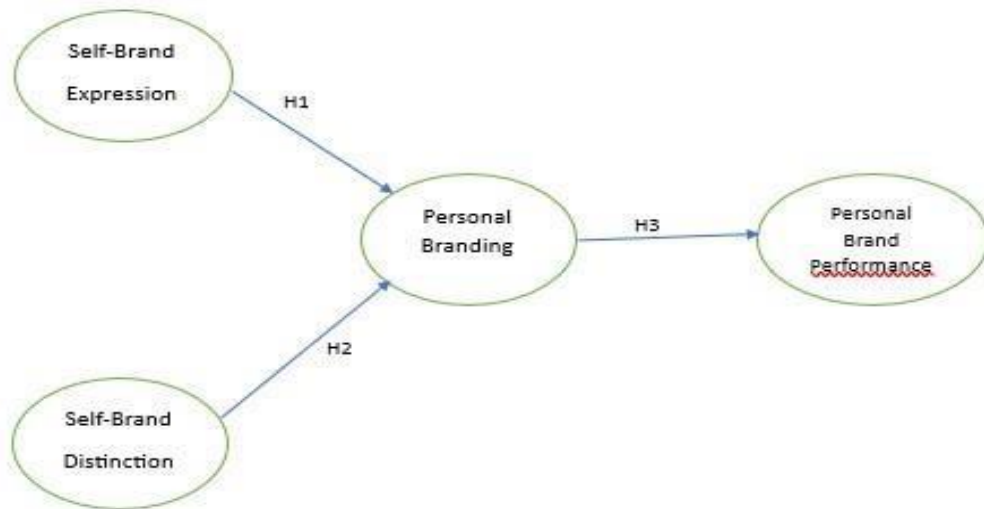 Self-Brand
Expression
H1
Personal
Branding
H3
Personal
Brand
Performance
H2
Self-Brand
Distinction